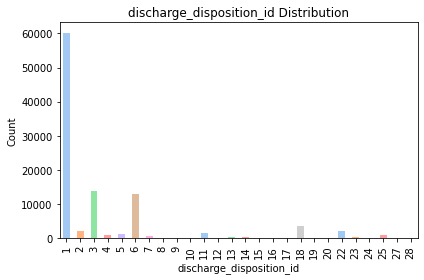 discharge_disposition_id Distribution
Count
60000
50000
40000
30000
20000
10000
0
1 2 3 4 5 6 7 8 9 10 11 12 13 14 15 16 17 18 19 20 22 23 24 25 27 28
discharge_disposition_id